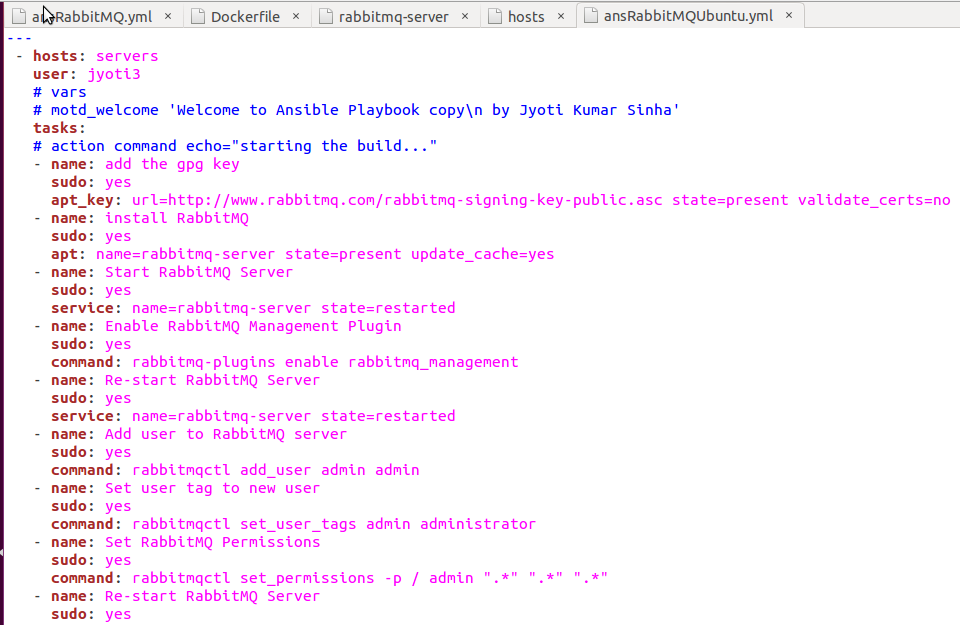 RabbitMQ.yml × Dockerfile × rabbitmq-server × hosts × ansRabbitMQUbuntu.yml ×
---
- hosts: servers
user: jyoti3
# vars
# motd_welcome 'Welcome to Ansible Playbook copy\n by Jyoti Kumar Sinha'
tasks:
# action command echo="starting the build..."
- name: add the gpg key
sudo: yes
apt_key: url=http://www.rabbitmq.com/rabbitmq-signing-key-public.asc state=present validate_certs=no
- name: install RabbitMQ
sudo: yes
apt: name=rabbitmq-server state=present update_cache=yes
- name: Start RabbitMQ Server
sudo: yes
service: name=rabbitmq-server state=restarted
- name: Enable RabbitMQ Management Plugin
sudo: yes
command: rabbitmq-plugins enable rabbitmq_management
- name: Re-start RabbitMQ Server
sudo: yes
service: name=rabbitmq-server state=restarted
- name: Add user to RabbitMQ server
sudo: yes
command: rabbitmqctl add_user admin admin
- name: Set user tag to new user
sudo: yes
command: rabbitmqctl set_user_tags admin administrator
- name: Set RabbitMQ Permissions
sudo: yes
command: rabbitmqctl set_permissions -p / admin ".*" ".*" ".*"
- name: Re-start RabbitMQ Server
sudo: yes